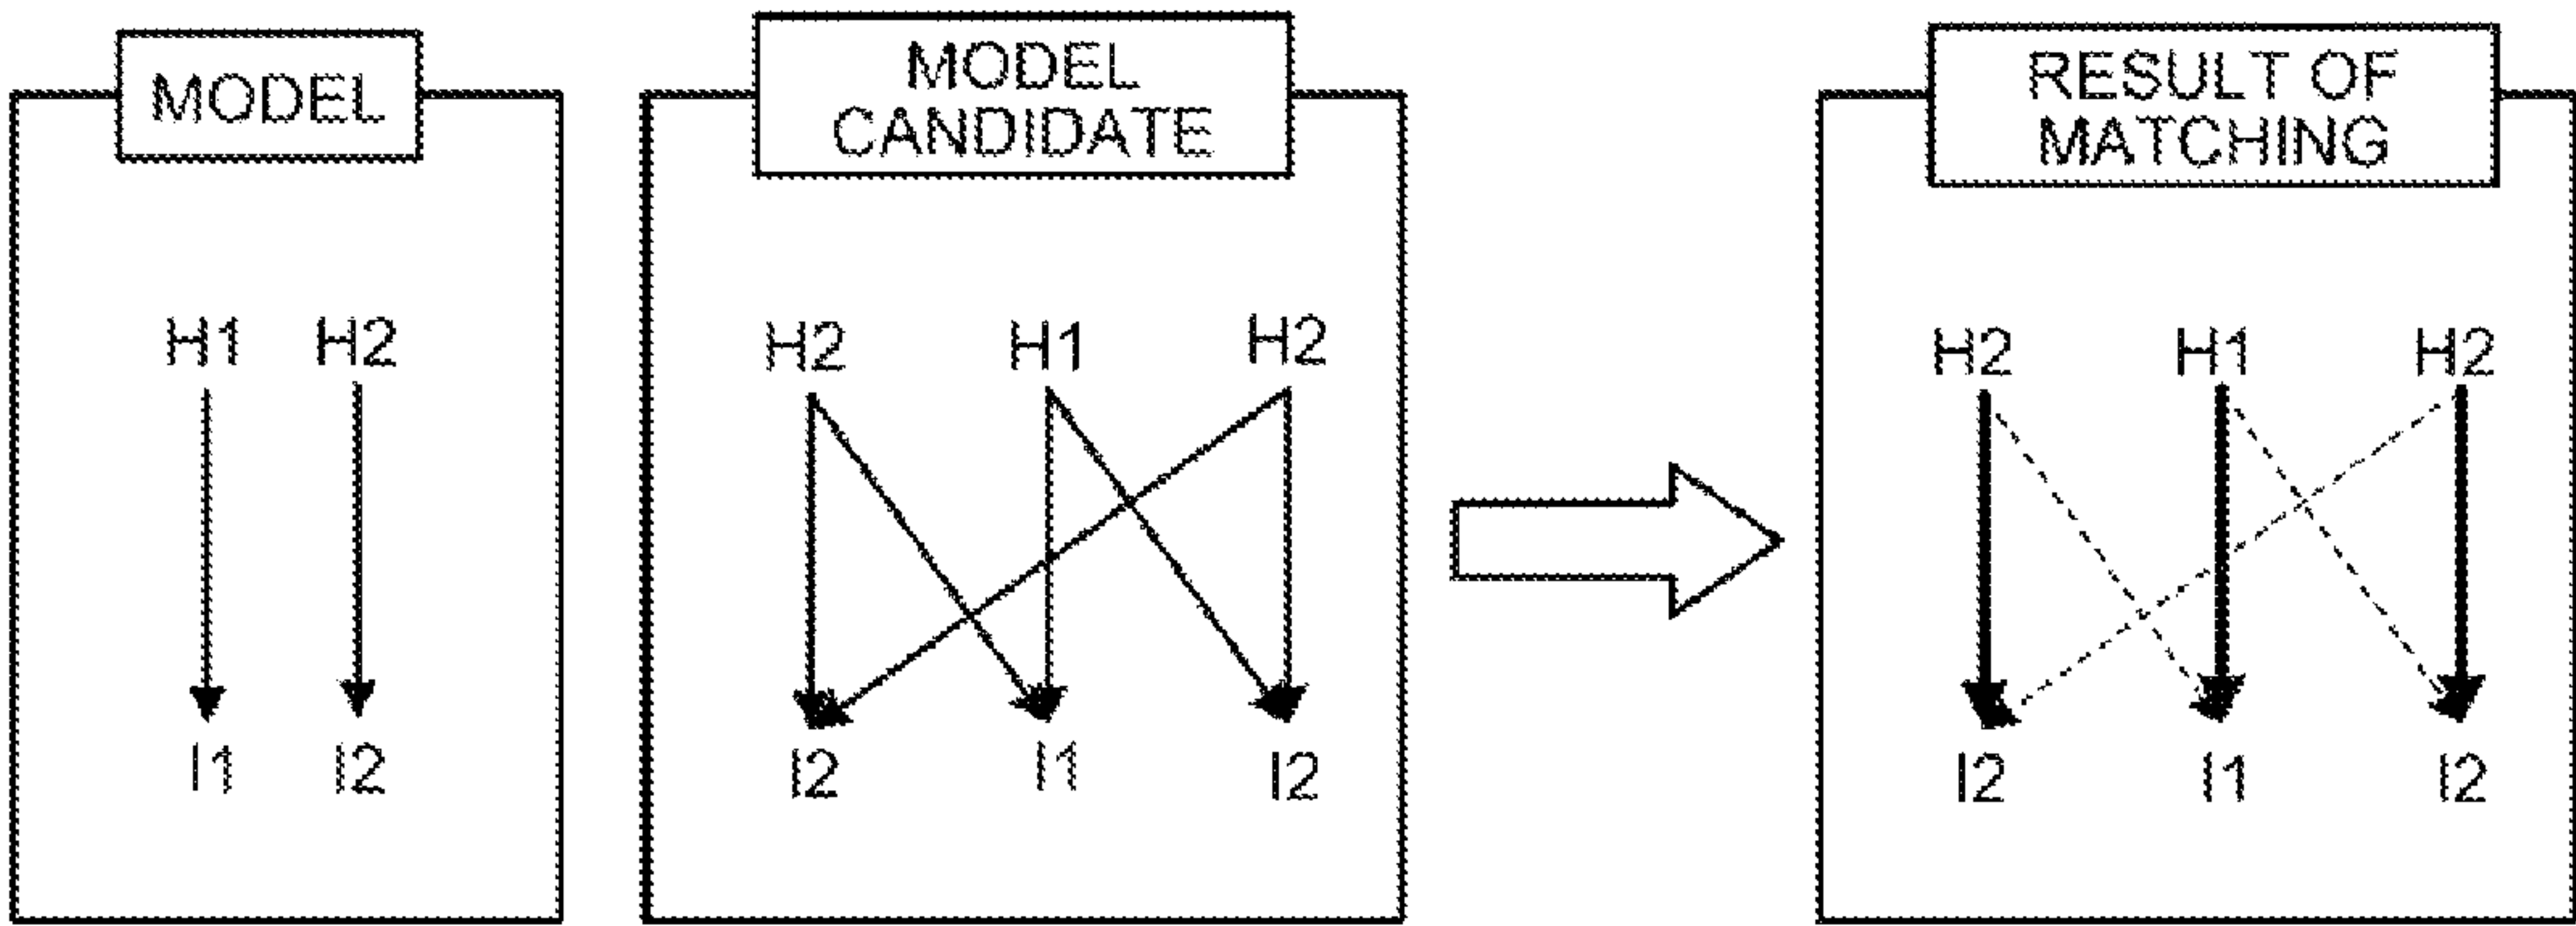 MODEL
H1 H2
I1 I2
MODEL
CANDIDATE
H2 H1 H2
I2 I1 I2
RESULT OF
MATCHING
H2 H1 H2
I2 I1 I2